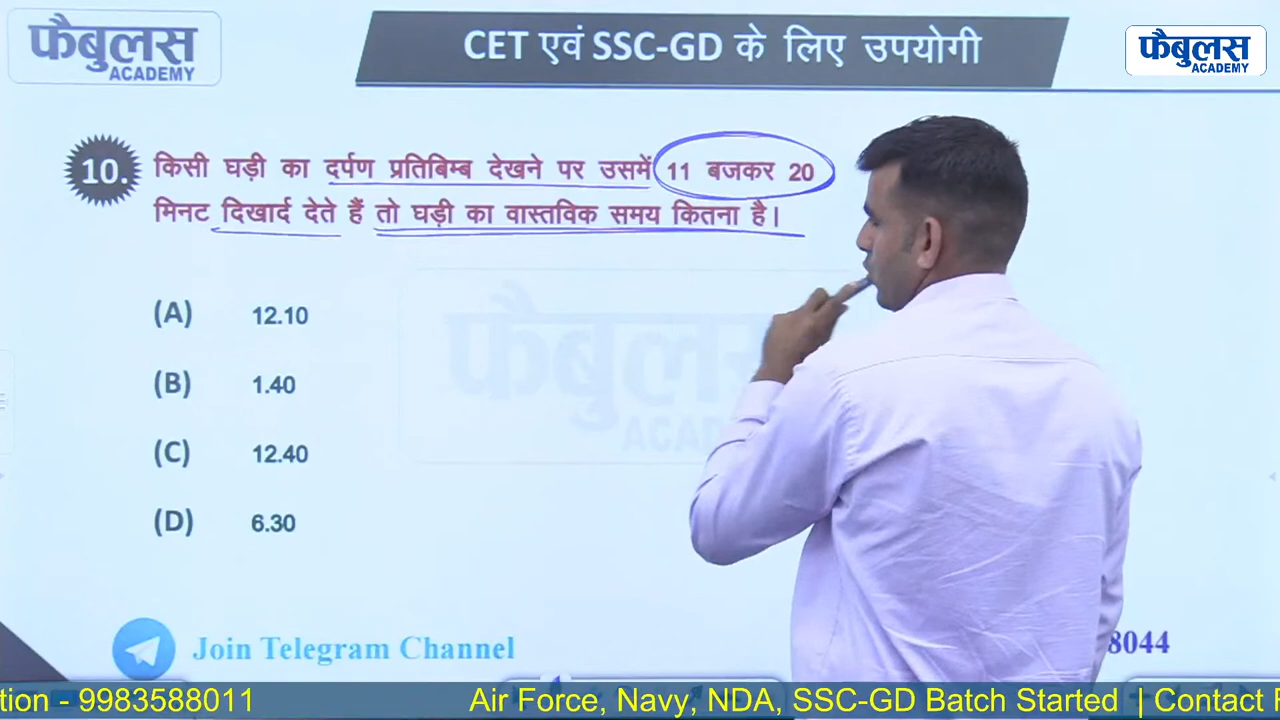 फैबुलस
ACADEMY
CET एवं SSC-GD के लिए उपयोगी
फैबुलस
ACADEMY
10. किसी घड़ी का दर्पण प्रतिबिम्ब देखने पर उसमें 11 बजकर 20
मिनट दिखार्द देते हैं तो घड़ी का वास्तविक समय कितना है।
(A) 12.10
(B) 1.40
(C) 12.40
(D) 6.30
फैबुलस
ACAD
Join Telegram Channel
8044
tion - 9983588011 Air Force, Navy, NDA, SSC-GD Batch Started | Contact